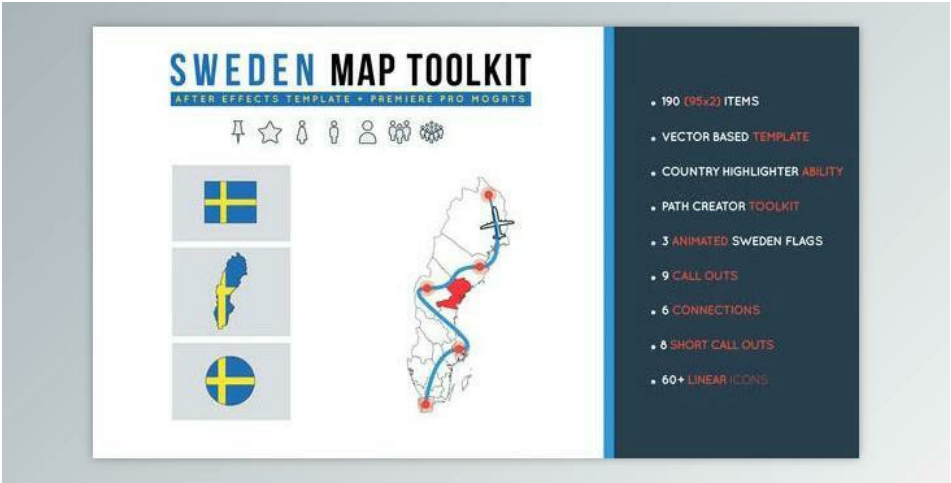 SWEDEN MAP TOOLKIT
AFTER EFFECTS TEMPLATE + PREMIERE PRO MOGRTS
190 (95x2) ITEMS
VECTOR BASED TEMPLATE
COUNTRY HIGHLIGHTER ABILITY
PATH CREATOR TOOLKIT
3 ANIMATED SWEDEN FLAGS
9 CALL OUTS
6 CONNECTIONS
8 SHORT CALL OUTS
60+ LINEAR ICONS